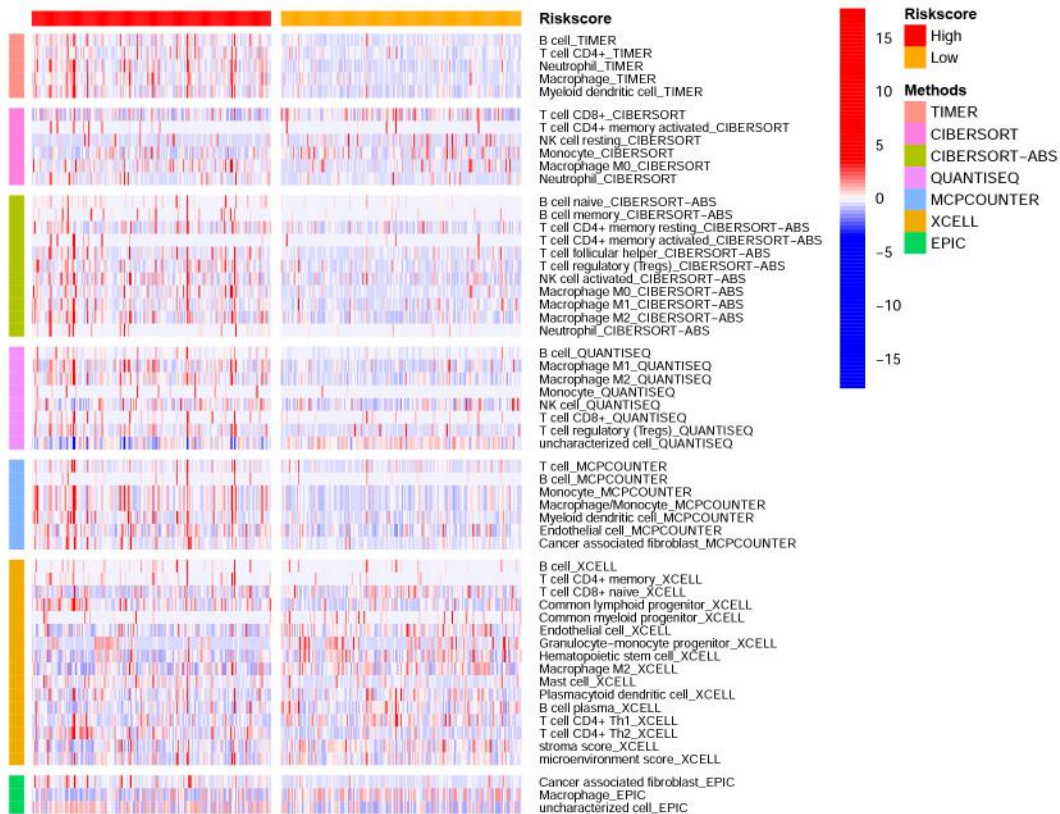 Riskscore
B cell_TIMER
T cell CD4+_TIMER
Neutrophil_TIMER
Macrophage_TIMER
Myeloid dendritic cell_TIMER
T cell CD8+_CIBERSORT
T cell CD4+ memory activated_CIBERSORT
NK cell resting_CIBERSORT
Monocyte_CIBERSORT
Macrophage M0_CIBERSORT
Neutrophil_CIBERSORT
B cell naive_CIBERSORT-ABS
B cell memory_CIBERSORT-ABS
T cell CD4+ memory resting_CIBERSORT-ABS
T cell CD4+ memory activated_CIBERSORT-ABS
T cell follicular helper_CIBERSORT-ABS
T cell regulatory (Tregs)_CIBERSORT-ABS
NK cell activated_CIBERSORT-ABS
Macrophage M0_CIBERSORT-ABS
Macrophage M1_CIBERSORT-ABS
Macrophage M2_CIBERSORT-ABS
Neutrophil_CIBERSORT-ABS
B cell_QUANTISEQ
Macrophage M1_QUANTISEQ
Macrophage M2_QUANTISEQ
Monocyte_QUANTISEQ
NK cell_QUANTISEQ
T cell CD8+_QUANTISEQ
T cell regulatory (Tregs)_QUANTISEQ
uncharacterized cell_QUANTISEQ
T cell_MCPCOUNTER
B cell_MCPCOUNTER
Monocyte_MCPCOUNTER
Macrophage/Monocyte_MCPCOUNTER
Myeloid dendritic cell_MCPCOUNTER
Endothelial cell_MCPCOUNTER
Cancer associated fibroblast_MCPCOUNTER
B cell_XCELL
T cell CD4+ memory_XCELL
T cell CD8+ naive_XCELL
Common lymphoid progenitor_XCELL
Common myeloid progenitor_XCELL
Endothelial cell_XCELL
Granulocyte-monocyte progenitor_XCELL
Hematopoietic stem cell_XCELL
Macrophage M2_XCELL
Mast cell_XCELL
Plasmacytoid dendritic cell_XCELL
B cell plasma_XCELL
T cell CD4+ Th1_XCELL
T cell CD4+ Th2_XCELL
stroma score_XCELL
microenvironment score_XCELL
Cancer associated fibroblast_EPIC
Macrophage_EPIC
uncharacterized cell_EPIC
15
10
5
0
-5
-10
-15
Riskscore
High
Low
Methods
TIMER
CIBERSORT
CIBERSORT-ABS
QUANTISEQ
MCPCOUNTER
XCELL
EPIC